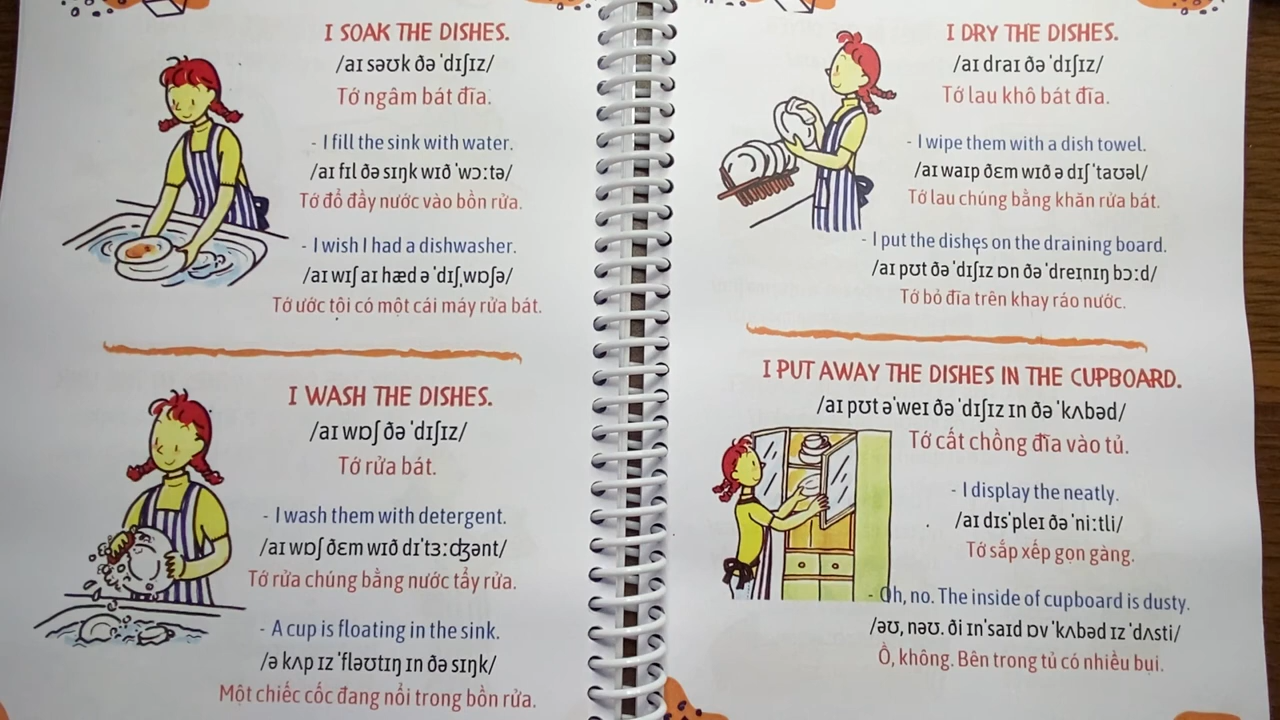 I SOAK THE DISHES.
/aɪ səʊk ðə ˈdɪʃɪz/
Tớ ngâm bát đĩa.
- I fill the sink with water.
/aɪ fɪl ðə sɪŋk wɪð ˈwɔːtə/
Tớ đổ đầy nước vào bồn rửa.
- I wish I had a dishwasher.
/aɪ wɪʃ aɪ hæd ə ˈdɪʃˌwɒʃə/
Tớ ước tội có một cái máy rửa bát.
I WASH THE DISHES.
/aɪ wɒʃ ðə ˈdɪʃɪz/
Tớ rửa bát.
- I wash them with detergent.
/aɪ wɒʃ ðɛm wɪð dɪˈtɜːʤənt/
Tớ rửa chúng bằng nước tẩy rửa.
- A cup is floating in the sink.
/ə kʌp ɪz ˈfləʊtɪŋ ɪn ðə sɪŋk/
Một chiếc cốc đang nổi trong bồn rửa.
I DRY THE DISHES.
/aɪ draɪ ðə ˈdɪʃɪz/
Tớ lau khô bát đĩa.
- I wipe them with a dish towel.
/aɪ waɪp ðɛm wɪð ə dɪʃ ˈtaʊəl/
Tớ lau chúng bằng khăn rửa bát.
- I put the dishes on the draining board.
/aɪ pʊt ðə ˈdɪʃɪz ɒn ðə ˈdreɪnɪŋ bɔːd/
Tớ bỏ đĩa trên khay ráo nước.
I PUT AWAY THE DISHES IN THE CUPBOARD.
/aɪ pʊt əˈweɪ ðə ˈdɪʃɪz ɪn ðə ˈkʌbəd/
Tớ cất chồng đĩa vào tủ.
- I display the neatly.
/aɪ dɪsˈpleɪ ðə ˈniːtli/
Tớ sắp xếp gọn gàng.
- Oh, no. The inside of cupboard is dusty.
/əʊ, nəʊ. ði ɪnˈsaɪd ɒv ˈkʌbəd ɪz ˈdʌsti/
Ồ, không. Bên trong tủ có nhiều bụi.